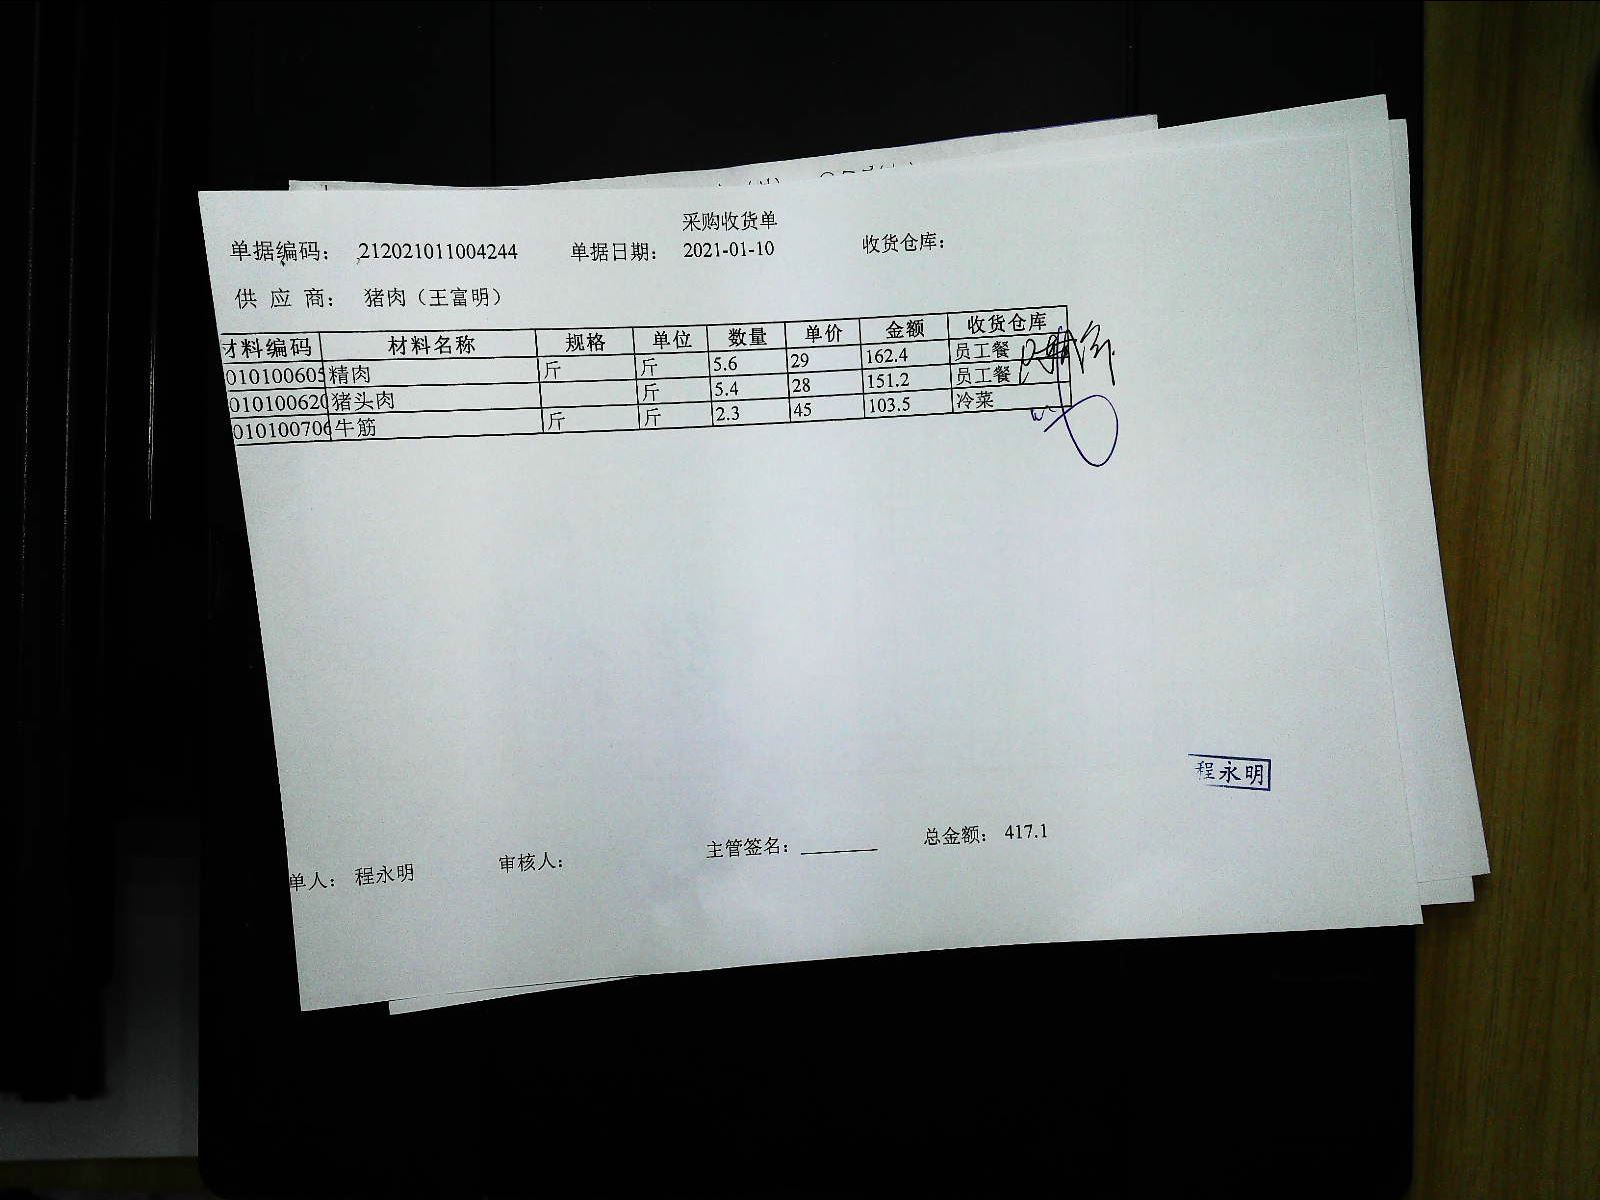 采购收货单
单据编码： 212021011004244 单据日期： 2021-01-10 收货仓库：
供 应 商： 猪肉（王富明）
材料编码 材料名称 规格 单位 数量 单价 金额 收货仓库
010100605 精肉 斤 斤 5.6 29 162.4 员工餐
010100620 猪头肉 斤 5.4 28 151.2 员工餐
010100706 牛筋 斤 斤 2.3 45 103.5 冷菜
程永明
单人： 程永明 审核人： 主管签名：________ 总金额： 417.1